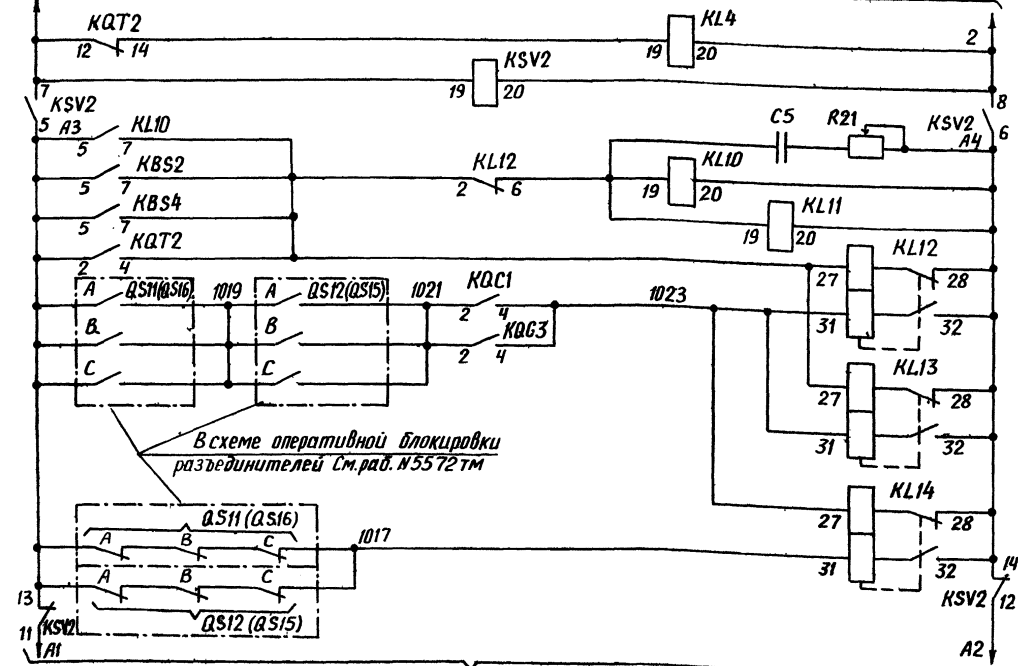 KQT2
12 14
KL4
19 20
2
KSV2
19 20
7
8
KSV2
5 A3
KL10
5 7
KBS2
5 7
KBS4
5 7
KQT2
2 4
KL12
2 6
C5
R21
KSV2
A4 6
KL10
19 20
KL11
19 20
KL12
27 28
31 32
A QS11(QS16)
B
C
1019
A QS12(QS15)
B
C
1021
KQC1
2 4
KQC3
2 4
1023
KL13
27 28
31 32
В схеме оперативной блокировки
разъединителей См.раб. N5572тм
KL14
27 28
31 32
QS11 (QS16)
A B C
1017
A B C
QS12 (QS15)
13
11 KSV2
A1
14
KSV2 12
A2